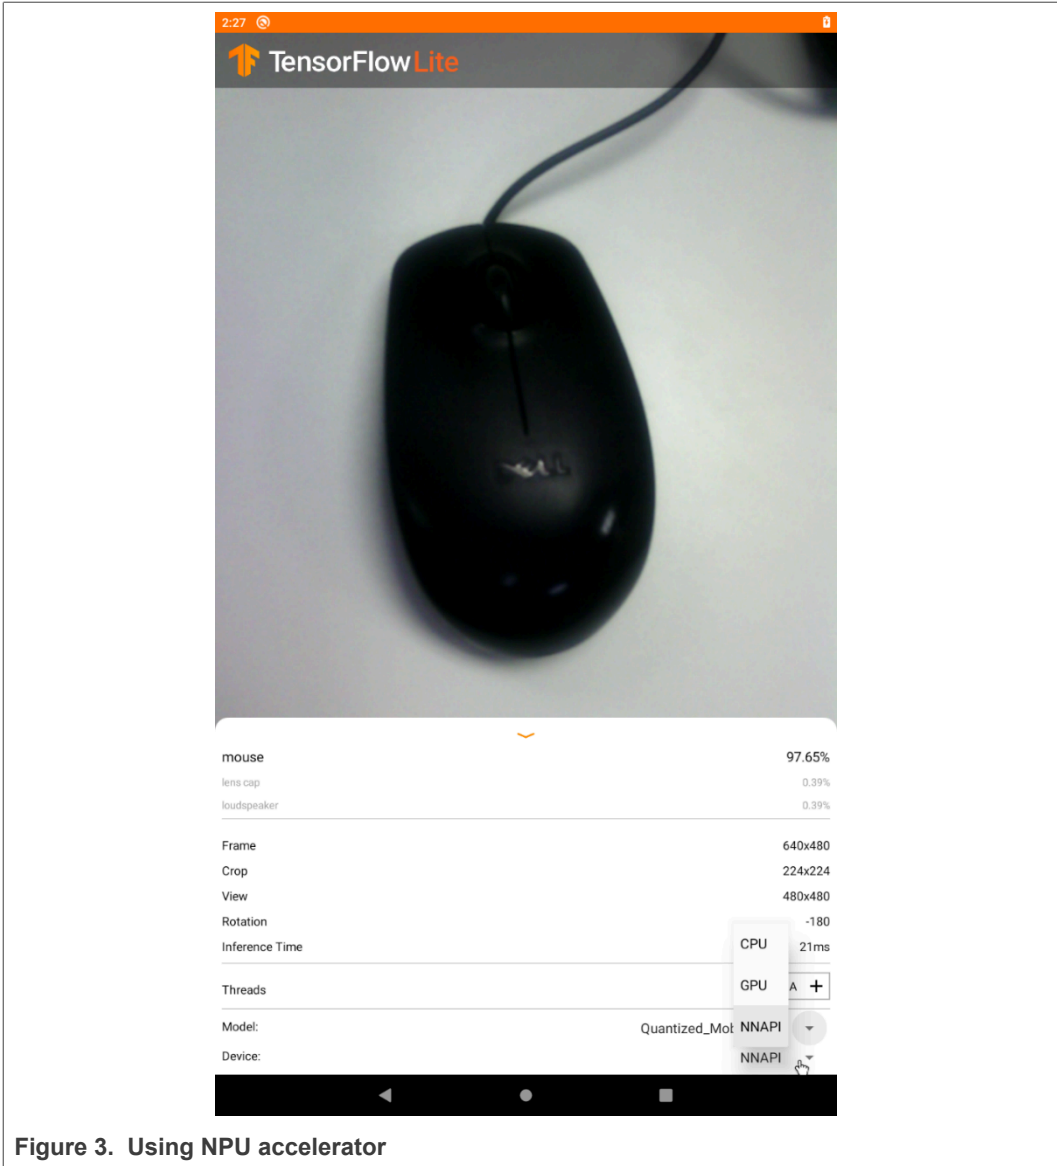 2:27
TensorFlow Lite
DELL
mouse 97.65%
lens cap 0.39%
loudspeaker 0.39%
Frame 640x480
Crop 224x224
View 480x480
Rotation -180
Inference Time 21ms
CPU
GPU
NNAPI
Threads A +
Model: Quantized_Mob
Device: NNAPI
Figure 3. Using NPU accelerator